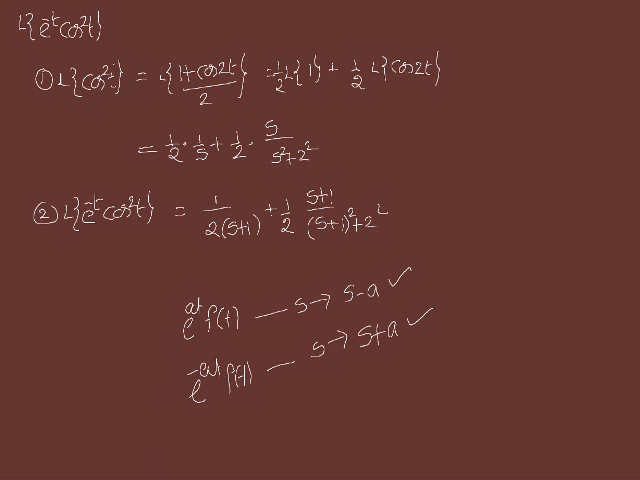 L{e^-t cos²t}
① L{cos²t} = L{(1+cos2t)/2} = 1/2 L{1} + 1/2 L{cos2t}
= 1/2 · 1/s + 1/2 · s/(s²+2²)
② L{e^-t cos²t} = 1/(2(s+1)) + 1/2 (s+1)/((s+1)²+2²)
e^at f(t) — s → s-a ✓
e^-at f(t) — s → s+a ✓